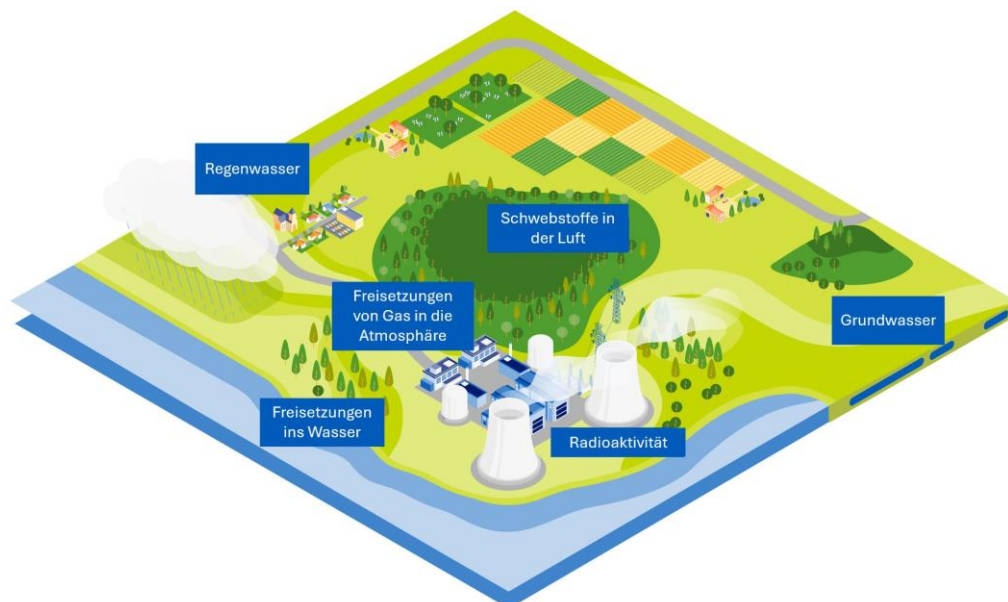 Regenwasser
Schwebstoffe in
der Luft
Freisetzungen
von Gas in die
Atmosphäre
Grundwasser
Freisetzungen
ins Wasser
Radioaktivität